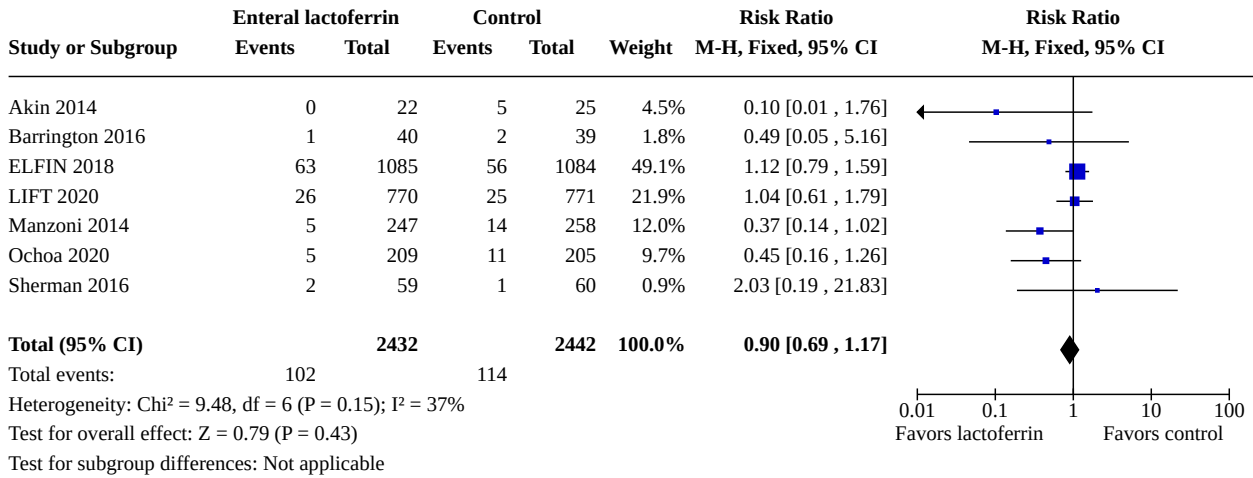 Enteral lactoferrin Control Risk Ratio Risk Ratio
Study or Subgroup Events Total Events Total Weight M-H, Fixed, 95% CI M-H, Fixed, 95% CI
Akin 2014 0 22 5 25 4.5% 0.10 [0.01 , 1.76]
Barrington 2016 1 40 2 39 1.8% 0.49 [0.05 , 5.16]
ELFIN 2018 63 1085 56 1084 49.1% 1.12 [0.79 , 1.59]
LIFT 2020 26 770 25 771 21.9% 1.04 [0.61 , 1.79]
Manzoni 2014 5 247 14 258 12.0% 0.37 [0.14 , 1.02]
Ochoa 2020 5 209 11 205 9.7% 0.45 [0.16 , 1.26]
Sherman 2016 2 59 1 60 0.9% 2.03 [0.19 , 21.83]
Total (95% CI) 2432 2442 100.0% 0.90 [0.69 , 1.17]
Total events: 102 114
Heterogeneity: Chi² = 9.48, df = 6 (P = 0.15); I² = 37%
0.01 0.1 1 10 100
Test for overall effect: Z = 0.79 (P = 0.43)
Favors lactoferrin Favors control
Test for subgroup differences: Not applicable